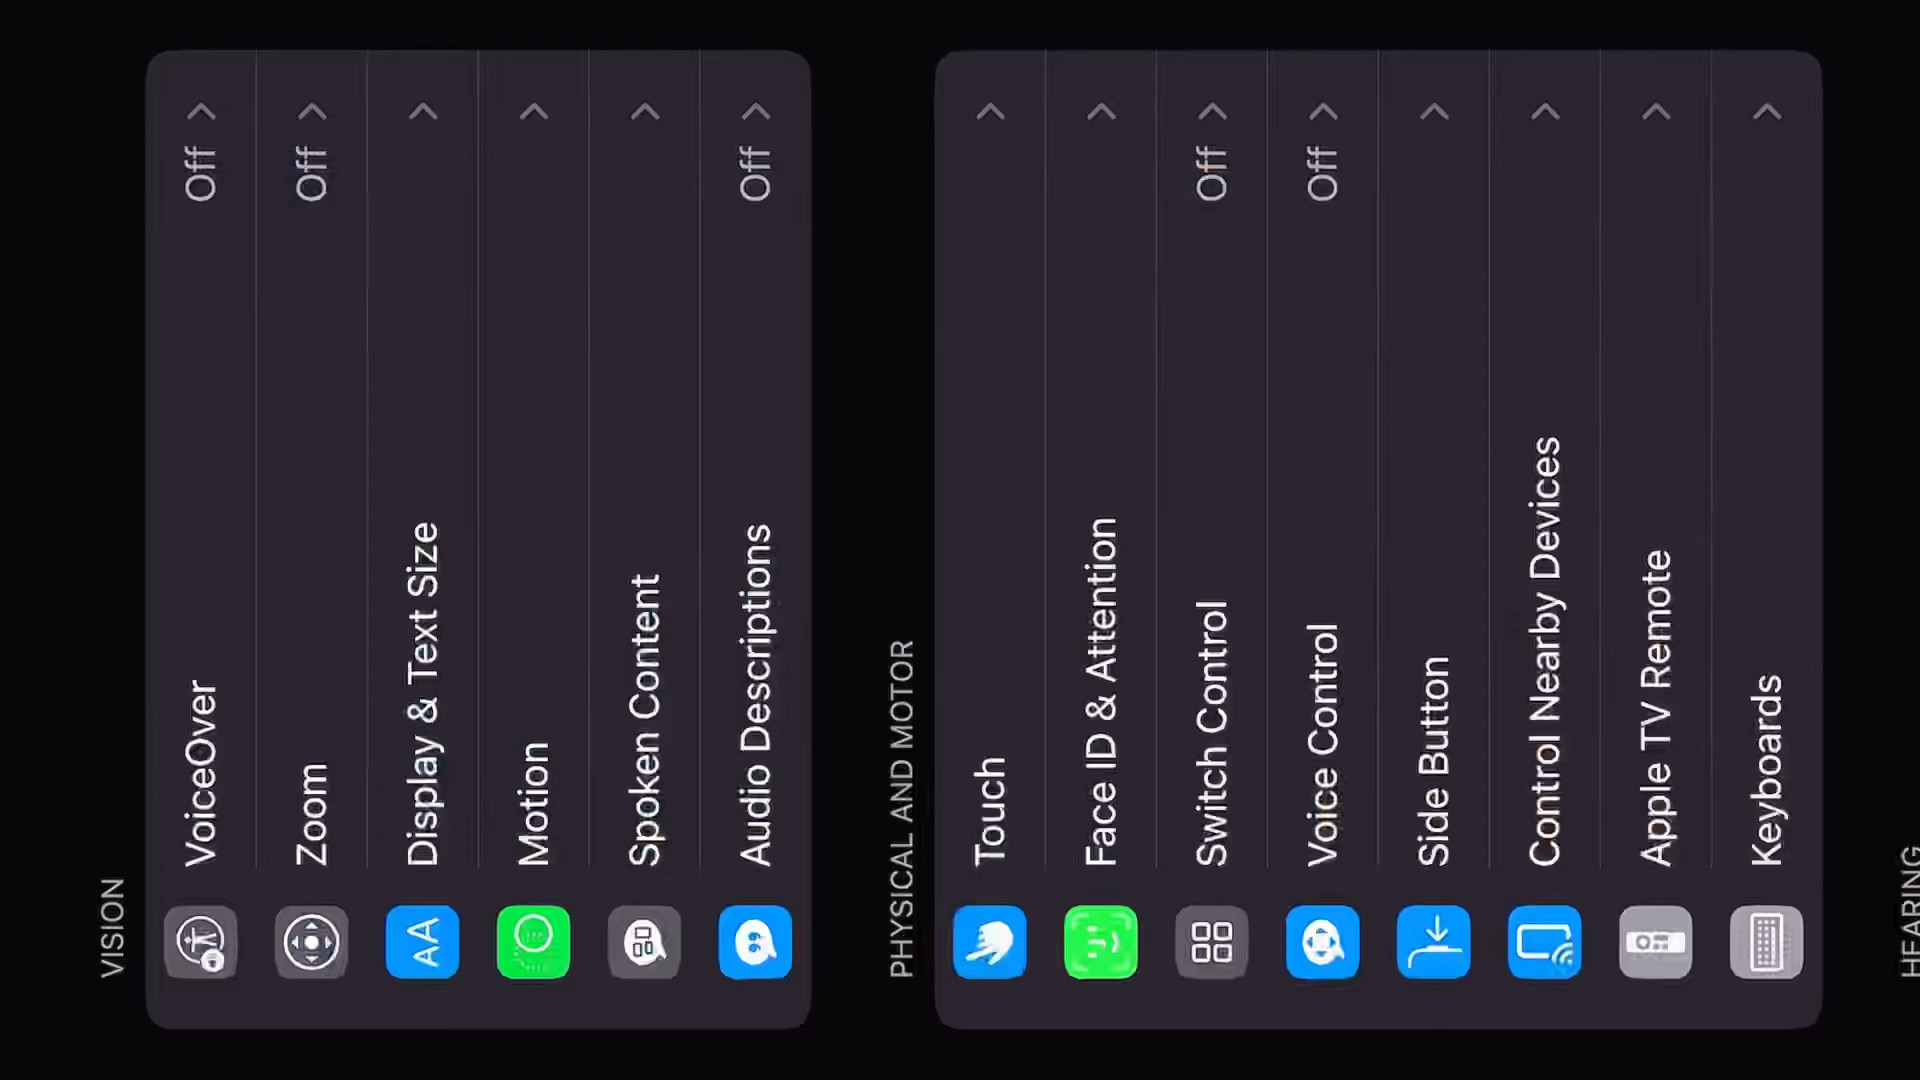 VISION
VoiceOver Off
Zoom Off
Display & Text Size
Motion
Spoken Content
Audio Descriptions Off
PHYSICAL AND MOTOR
Touch
Face ID & Attention
Switch Control Off
Voice Control Off
Side Button
Control Nearby Devices
Apple TV Remote
Keyboards
HEARING